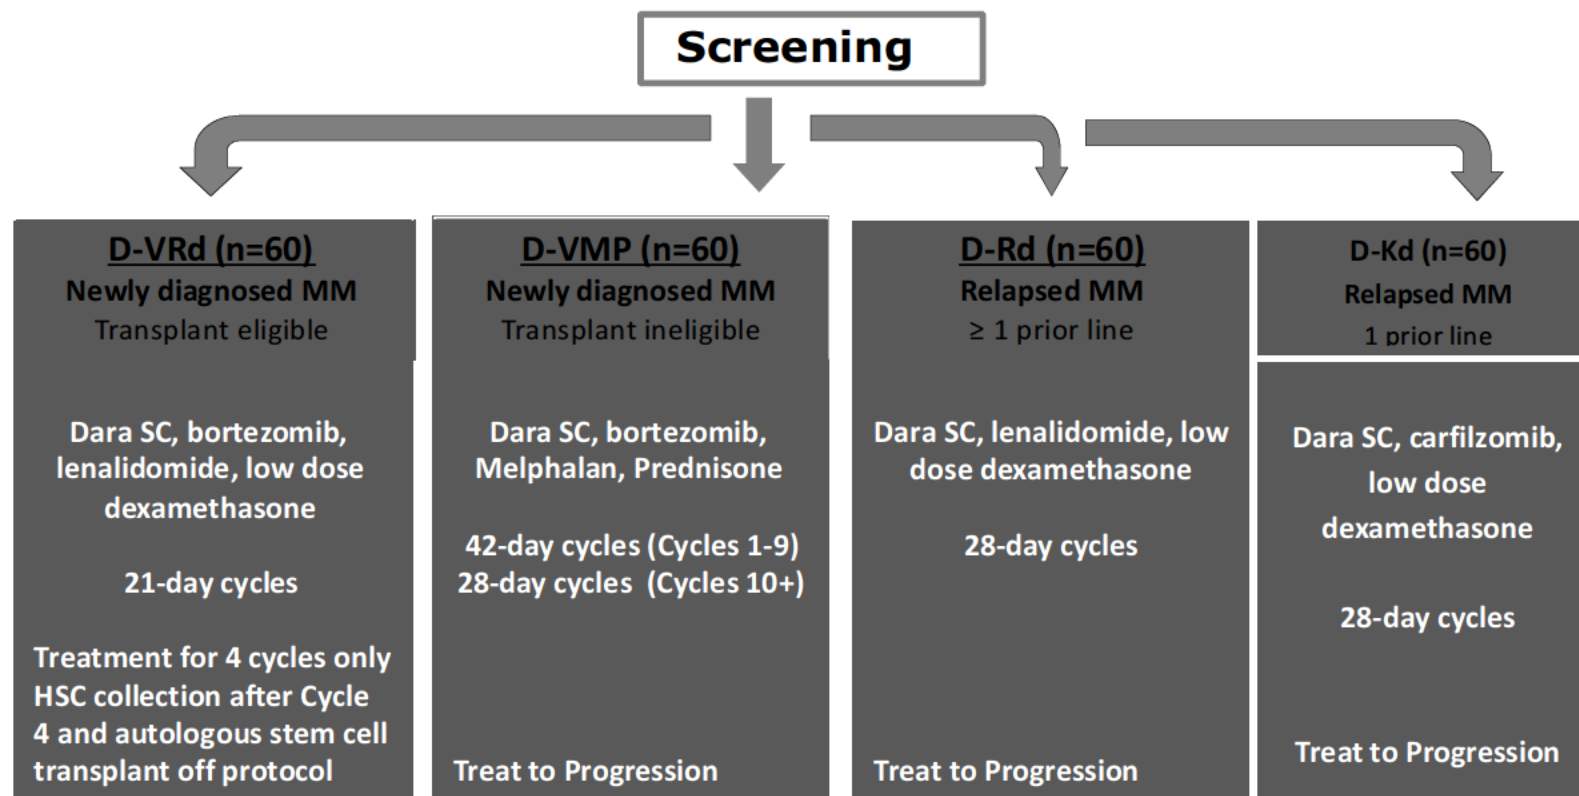 Screening
D-VRd (n=60)
Newly diagnosed MM
Transplant eligible
Dara SC, bortezomib,
lenalidomide, low dose
dexamethasone
21-day cycles
Treatment for 4 cycles only
HSC collection after Cycle
4 and autologous stem cell
transplant off protocol
D-VMP (n=60)
Newly diagnosed MM
Transplant ineligible
Dara SC, bortezomib,
Melphalan, Prednisone
42-day cycles (Cycles 1-9)
28-day cycles (Cycles 10+)
Treat to Progression
D-Rd (n=60)
Relapsed MM
≥ 1 prior line
Dara SC, lenalidomide, low
dose dexamethasone
28-day cycles
Treat to Progression
D-Kd (n=60)
Relapsed MM
1 prior line
Dara SC, carfilzomib,
low dose
dexamethasone
28-day cycles
Treat to Progression